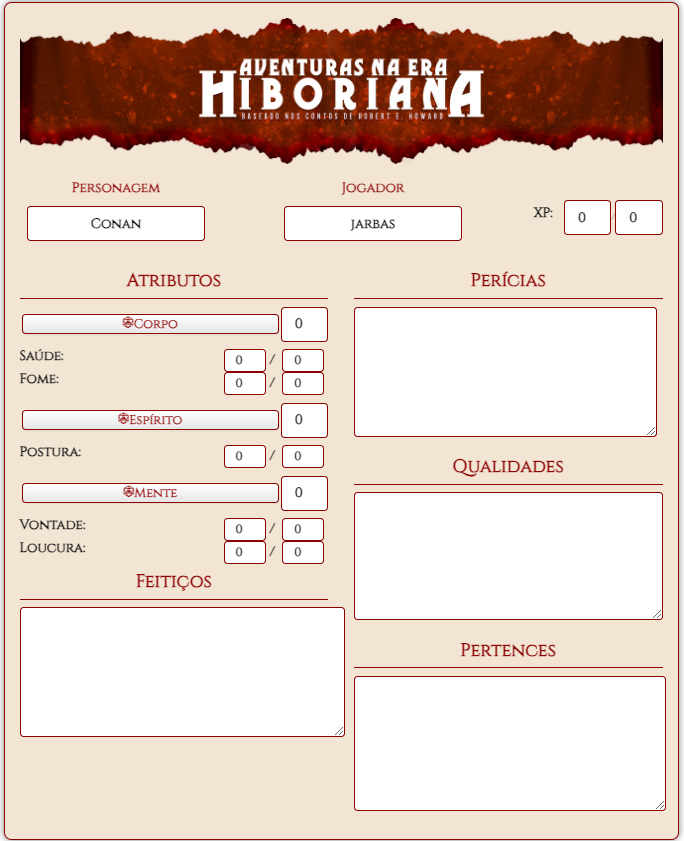 AVENTURAS NA ERA
HIBORIANA
BASEADO NOS CONTOS DE ROBERT E. HOWARD
Personagem
Jogador
Conan
jarbas
XP: 0 / 0
Atributos
Corpo 0
Saúde: 0 / 0
Fome: 0 / 0
Espírito 0
Postura: 0 / 0
Mente 0
Vontade: 0 / 0
Loucura: 0 / 0
Feitiços
Perícias
Qualidades
Pertences